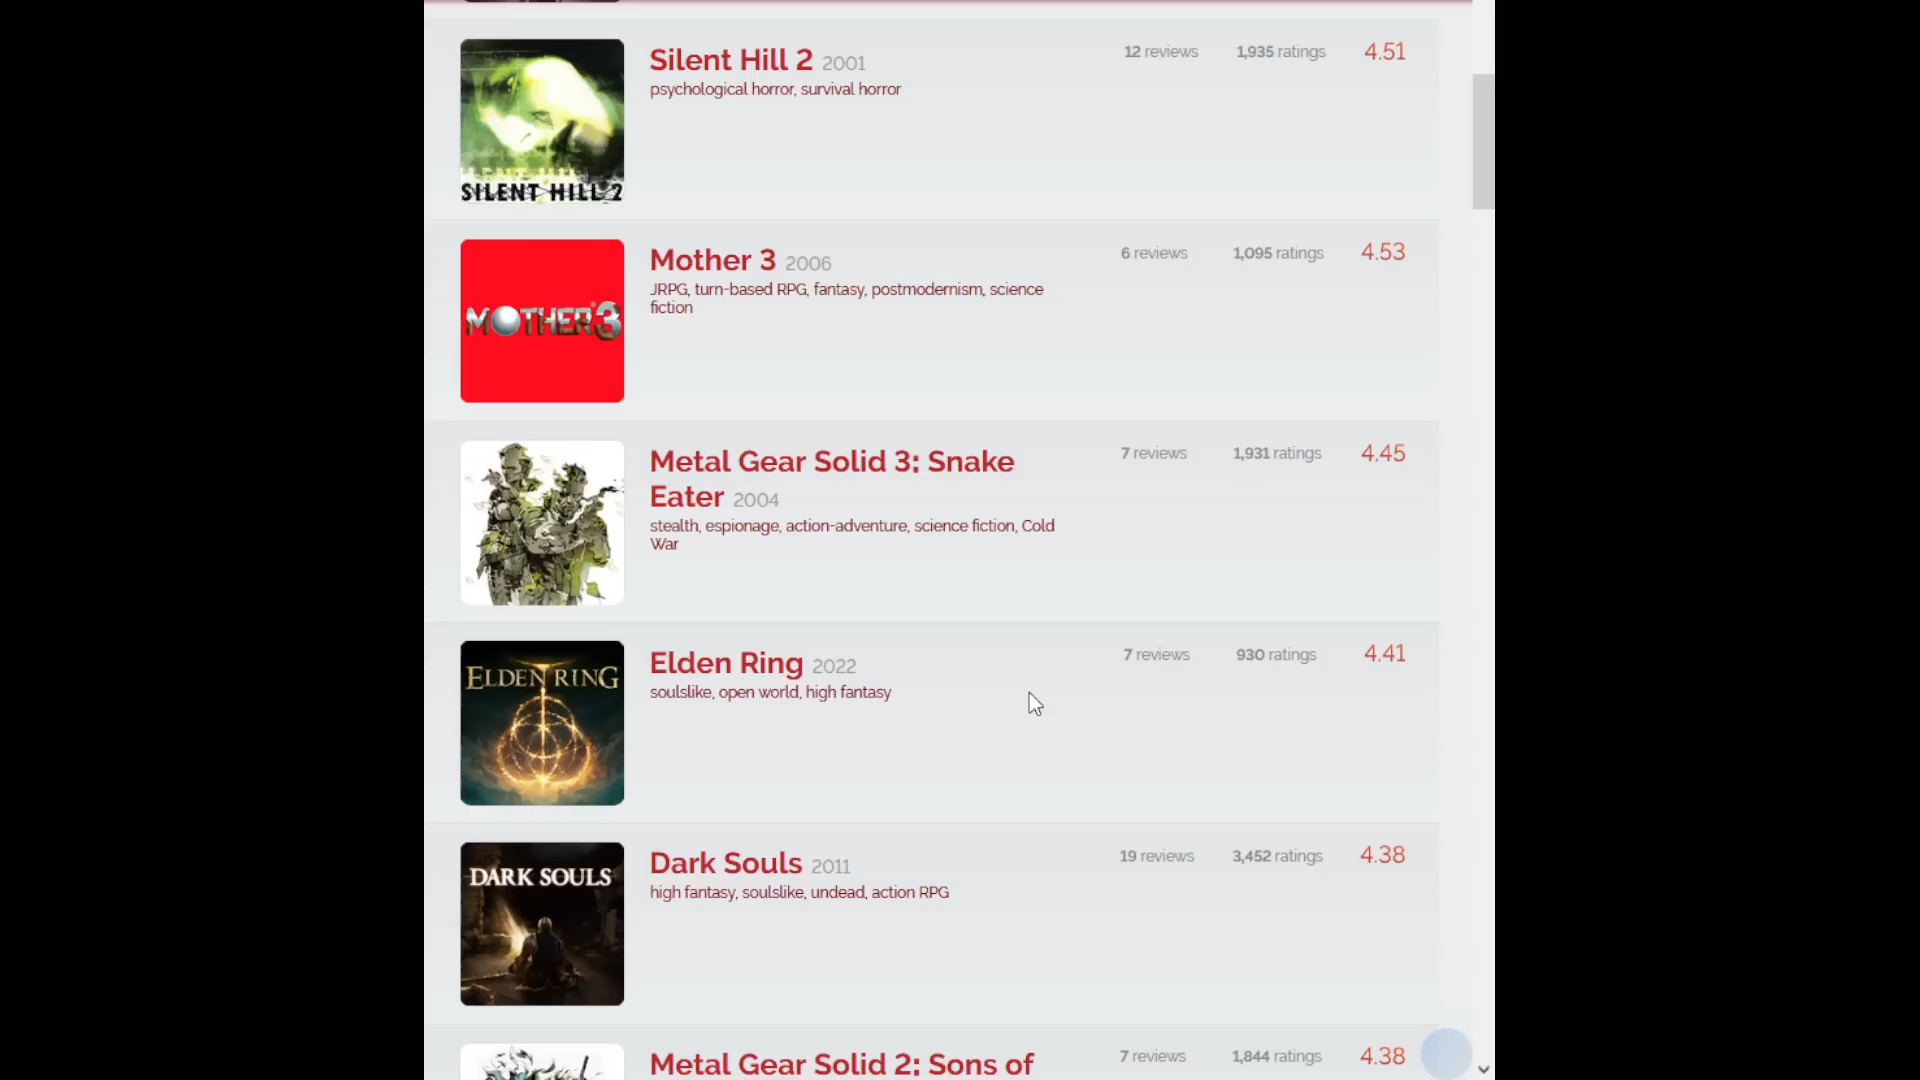 Silent Hill 2 2001
12 reviews 1,935 ratings 4.51
psychological horror, survival horror
SILENT HILL 2
Mother 3 2006
6 reviews 1,095 ratings 4.53
JRPG, turn-based RPG, fantasy, postmodernism, science
fiction
MOTHER 3
Metal Gear Solid 3: Snake
Eater 2004
7 reviews 1,931 ratings 4.45
stealth, espionage, action-adventure, science fiction, Cold
War
ELDEN RING
Elden Ring 2022
7 reviews 930 ratings 4.41
soulslike, open world, high fantasy
DARK SOULS
Dark Souls 2011
19 reviews 3,452 ratings 4.38
high fantasy, soulslike, undead, action RPG
Metal Gear Solid 2: Sons of
7 reviews 1,844 ratings 4.38